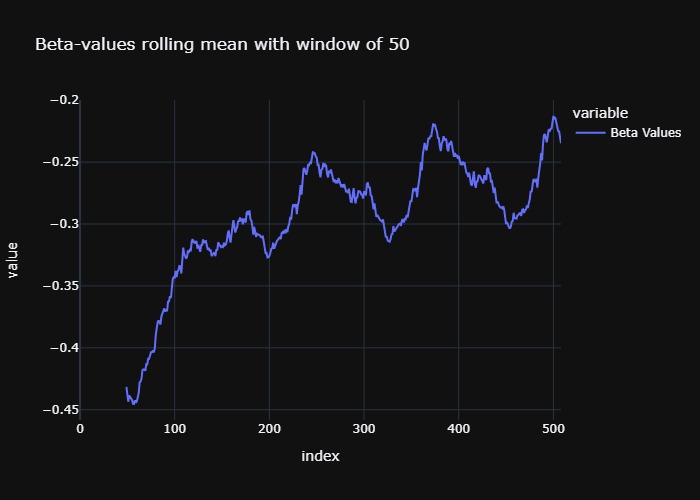 Beta-values rolling mean with window of 50
−0.2
−0.25
−0.3
−0.35
−0.4
−0.45
value
0 100 200 300 400 500
index
variable
Beta Values